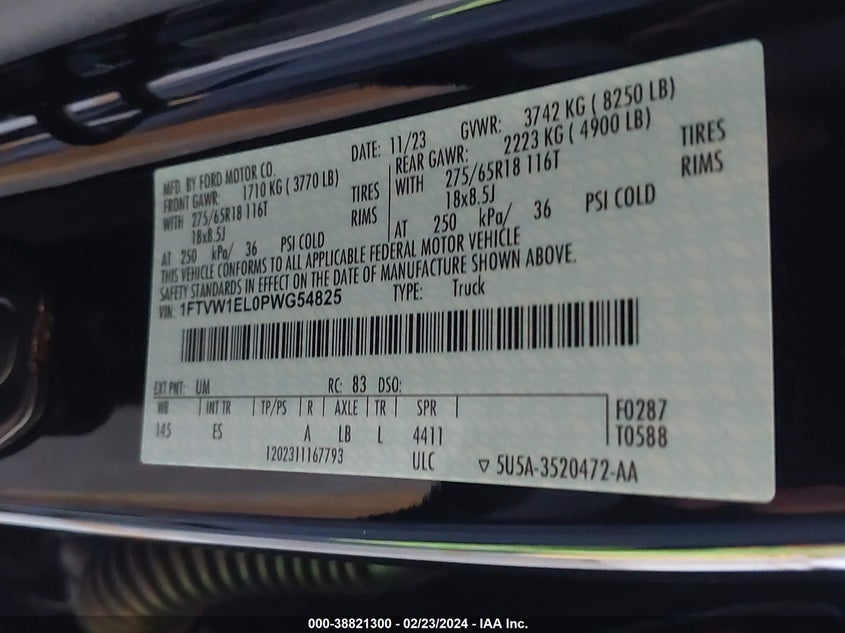 MFD. BY FORD MOTOR CO.
DATE: 11/23
GVWR: 3742 KG ( 8250 LB)
FRONT GAWR: 1710 KG ( 3770 LB)
WITH 275/65R18 116T TIRES
18x8.5J RIMS
AT 250 kPa/ 36 PSI COLD
REAR GAWR: 2223 KG ( 4900 LB)
WITH 275/65R18 116T TIRES
18x8.5J RIMS
AT 250 kPa/ 36 PSI COLD
THIS VEHICLE CONFORMS TO ALL APPLICABLE FEDERAL MOTOR VEHICLE
SAFETY STANDARDS IN EFFECT ON THE DATE OF MANUFACTURE SHOWN ABOVE.
VIN: 1FTVW1EL0PWG54825 TYPE: Truck
EXT PNT: UM RC: 83 DSO:
WB INT TR TP/PS R AXLE TR SPR
145 ES A LB L 4411
F0287
T0588
1202311167793 ULC 5U5A-3520472-AA
000-38821300 - 02/23/2024 - IAA Inc.